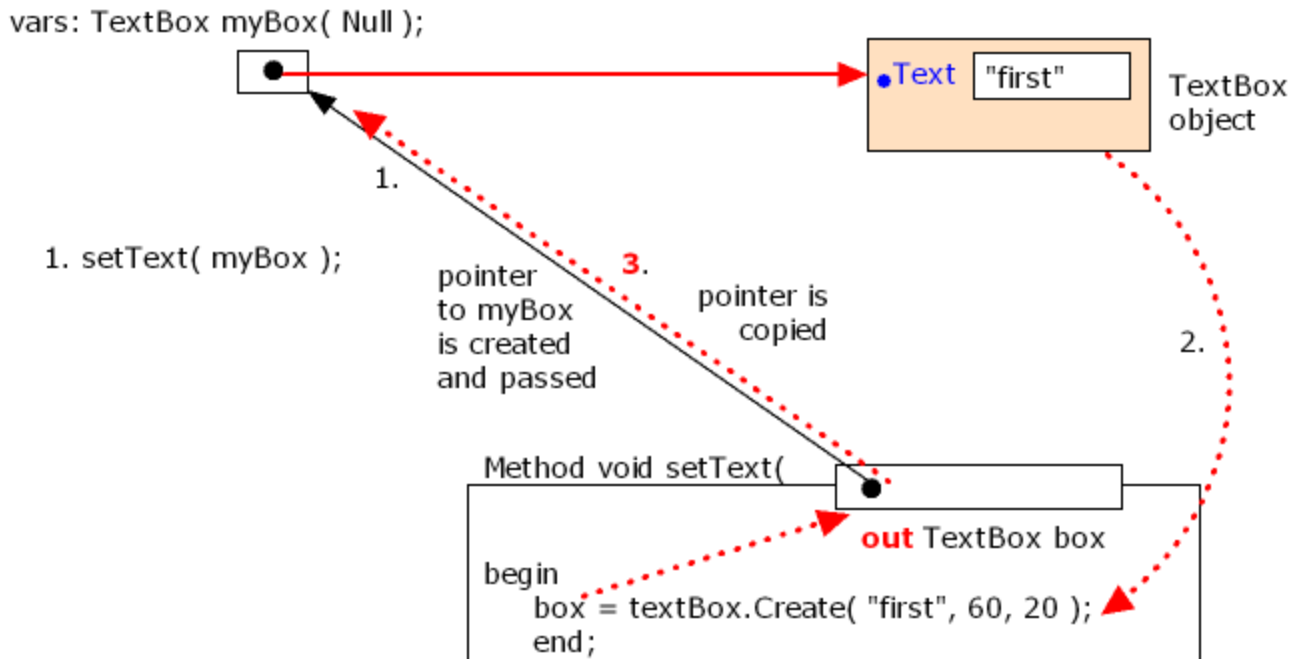 vars: TextBox myBox( Null );
Text
"first"
TextBox
object
1.
1. setText( myBox );
pointer
to myBox
is created
and passed
3.
pointer is
copied
2.
Method void setText(
out TextBox box
begin
box = textBox.Create( "first", 60, 20 );
end;